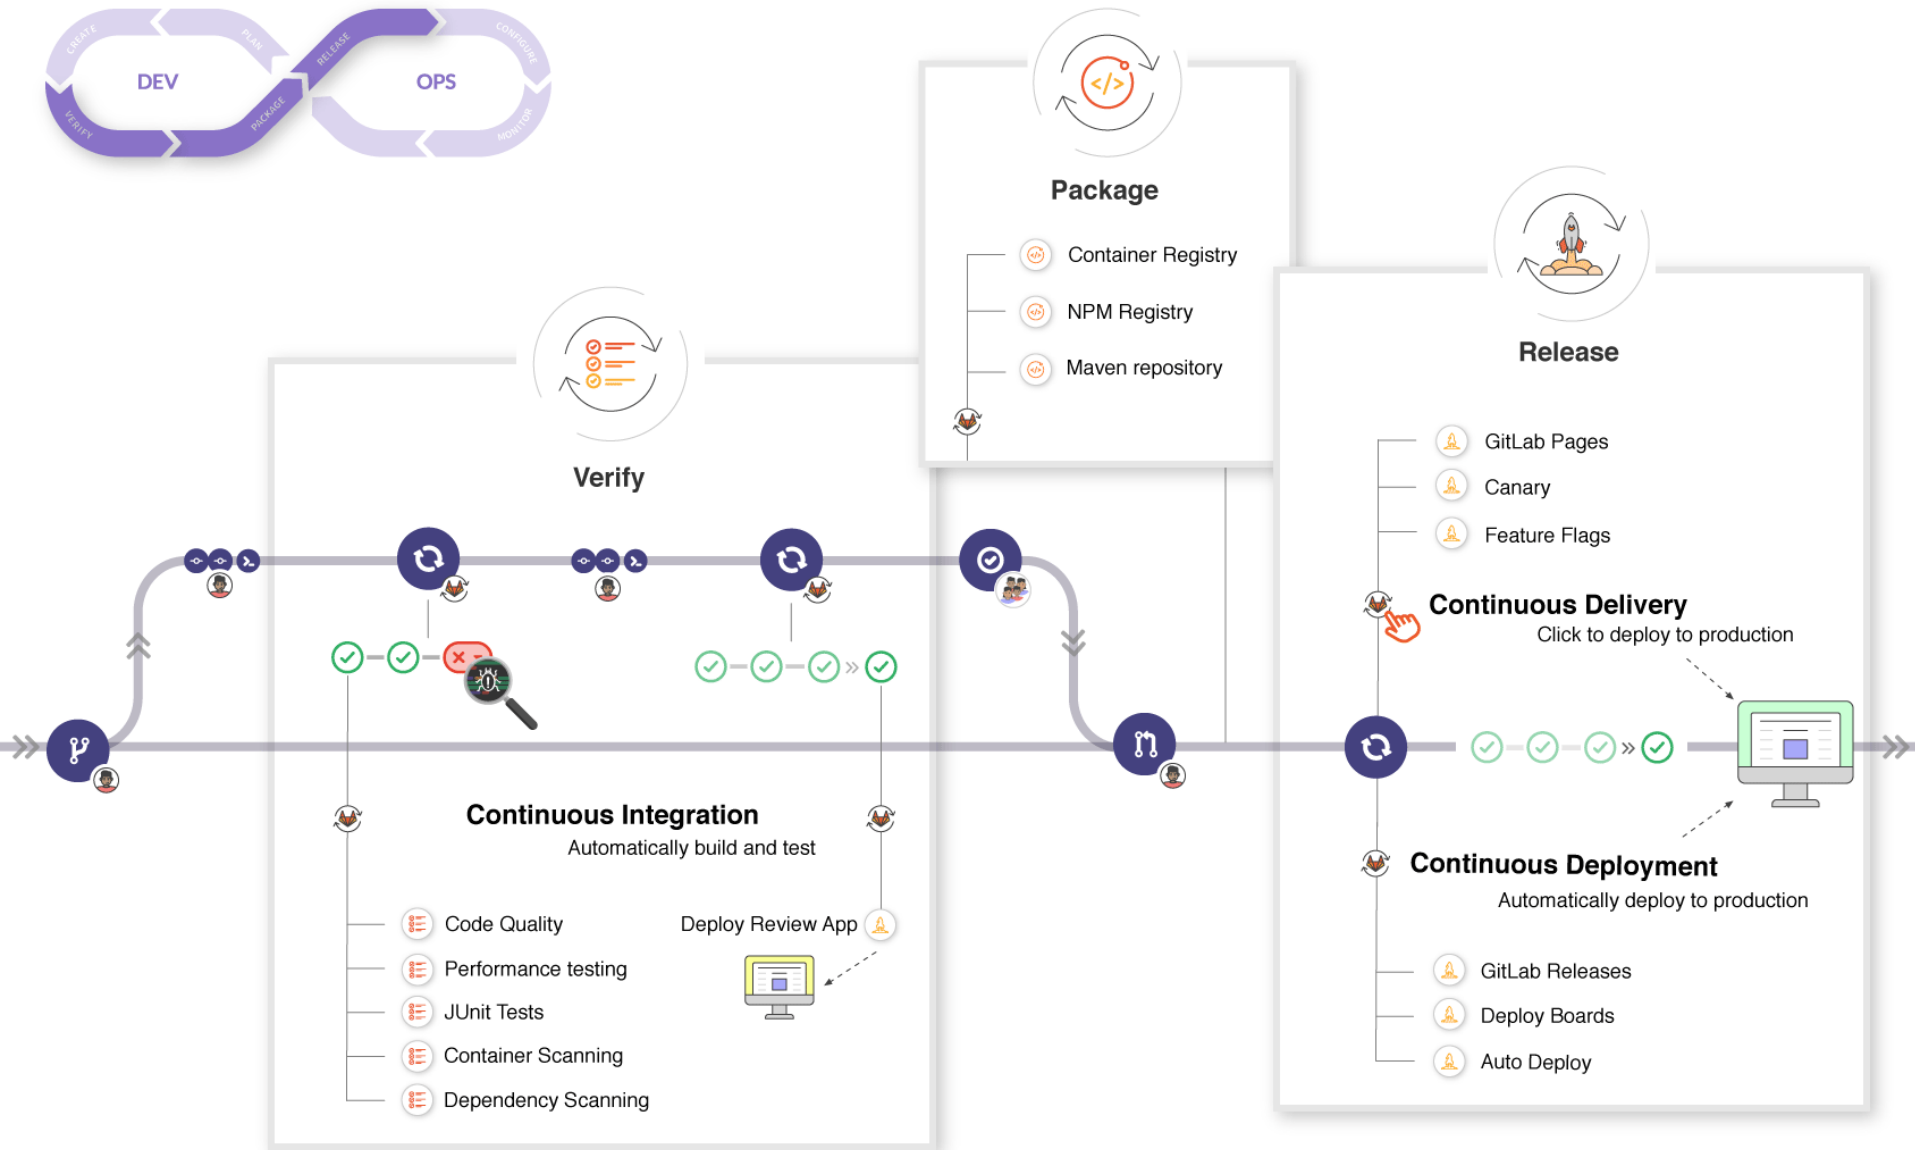 CREATE
PLAN
RELEASE
CONFIGURE
DEV
OPS
VERIFY
PACKAGE
MONITOR
Package
Container Registry
NPM Registry
Maven repository
Release
GitLab Pages
Canary
Feature Flags
Continuous Delivery
Click to deploy to production
Continuous Deployment
Automatically deploy to production
GitLab Releases
Deploy Boards
Auto Deploy
Verify
Continuous Integration
Automatically build and test
Code Quality
Performance testing
JUnit Tests
Container Scanning
Dependency Scanning
Deploy Review App